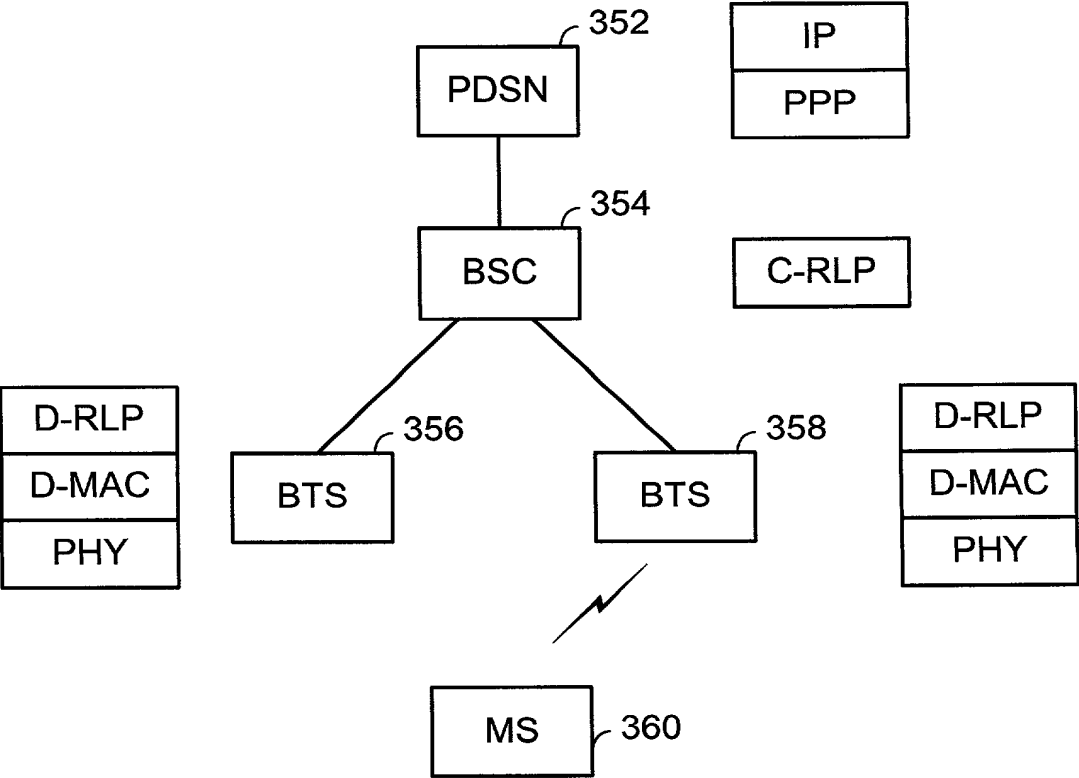 352
PDSN
IP
PPP
354
BSC
C-RLP
D-RLP
D-MAC
PHY
356
BTS
358
BTS
D-RLP
D-MAC
PHY
MS
360